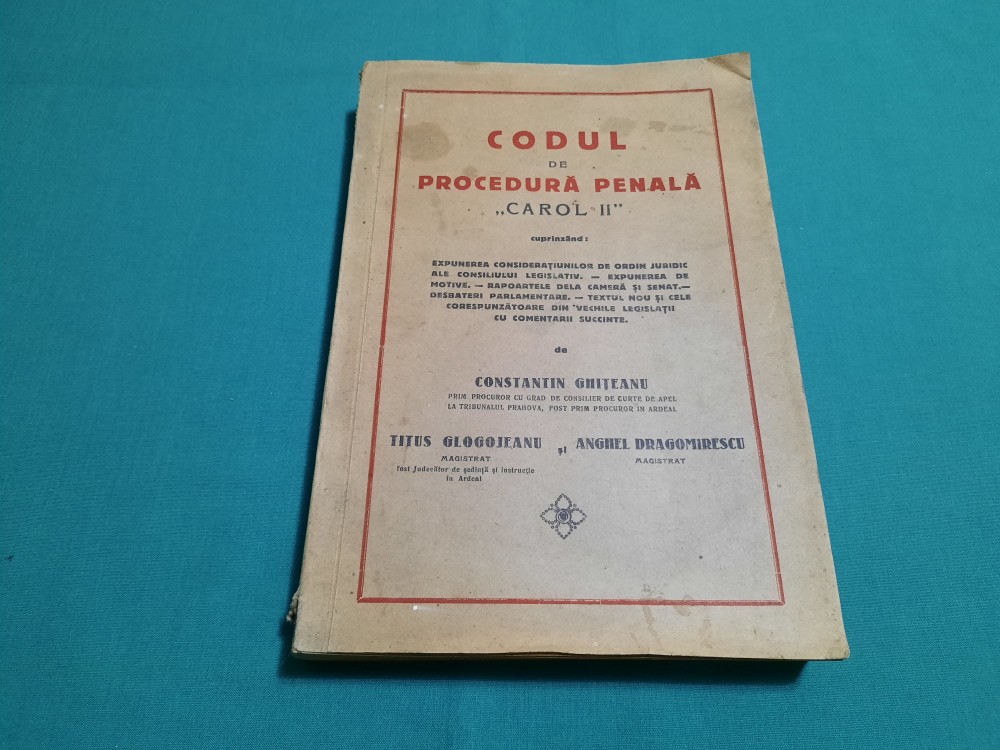 CODUL
DE
PROCEDURĂ PENALĂ
„CAROL II”
cuprinzând:
EXPUNEREA CONSIDERAȚIUNILOR DE ORDIN JURIDIC
ALE CONSILIULUI LEGISLATIV. — EXPUNEREA DE
MOTIVE. — RAPOARTELE DELA CAMERĂ ȘI SENAT.—
DESBATERI PARLAMENTARE. — TEXTUL NOU ȘI CELE
CORESPUNZĂTOARE DIN VECHILE LEGISLAȚII
CU COMENTARII SUCCINTE.
de
CONSTANTIN GHIȚEANU
PRIM PROCUROR CU GRAD DE CONSILIER DE CURTE DE APEL
LA TRIBUNALUL PRAHOVA, FOST PRIM PROCUROR IN ARDEAL
TITUS GLOGOJEANU și ANGHEL DRAGOMIRESCU
MAGISTRAT MAGISTRAT
fost Judecător de ședință și instrucție
în Ardeal